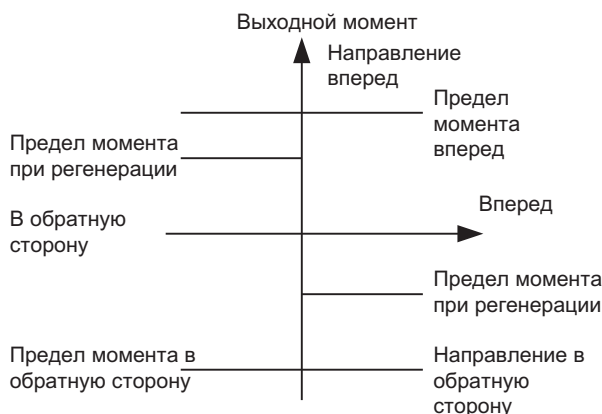 Выходной момент
Направление
вперед
Предел
момента
вперед
Предел момента
при регенерации
В обратную
сторону
Вперед
Предел момента
при регенерации
Предел момента в
обратную сторону
Направление в
обратную
сторону